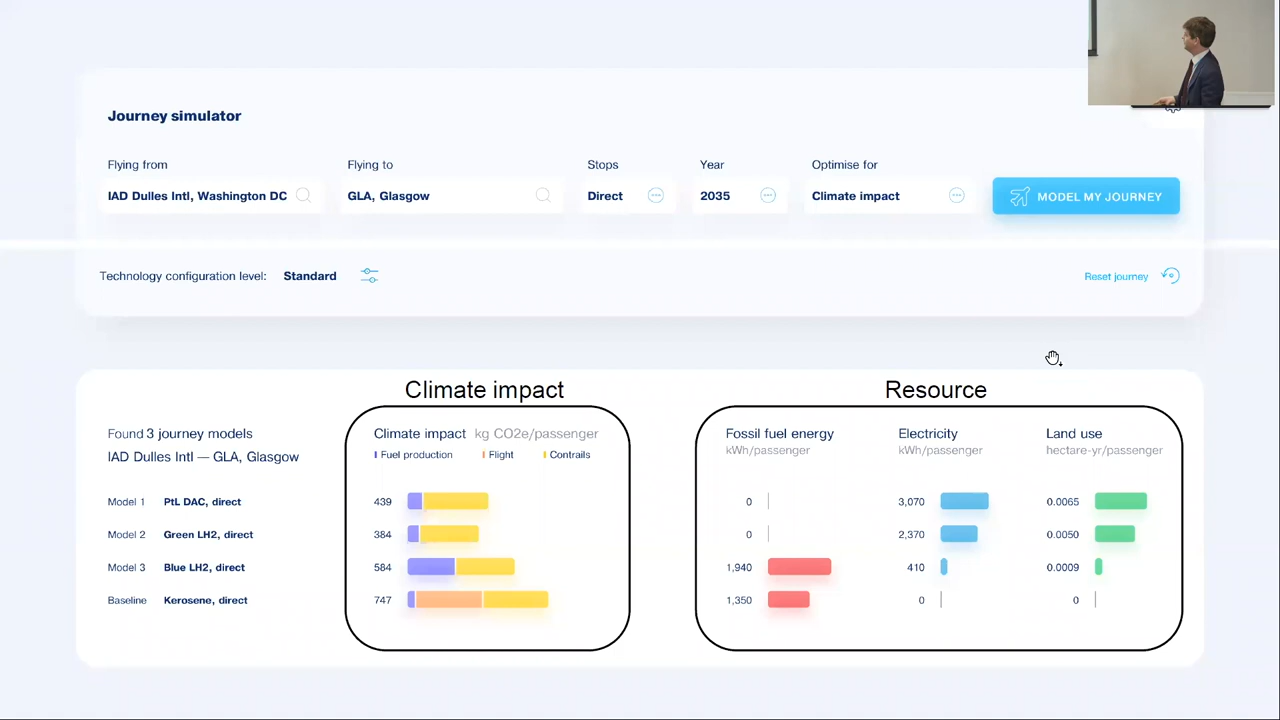 Journey simulator
Flying from
Flying to
Stops
Year
Optimise for
IAD Dulles Intl, Washington DC
GLA, Glasgow
Direct
2035
Climate impact
MODEL MY JOURNEY
Technology configuration level: Standard
Reset journey
Climate impact
Resource
Found 3 journey models
IAD Dulles Intl — GLA, Glasgow
Climate impact kg CO2e/passenger
Fuel production Flight Contrails
Fossil fuel energy
kWh/passenger
Electricity
kWh/passenger
Land use
hectare-yr/passenger
Model 1 PtL DAC, direct 439 0 3,070 0.0065
Model 2 Green LH2, direct 384 0 2,370 0.0050
Model 3 Blue LH2, direct 584 1,940 410 0.0009
Baseline Kerosene, direct 747 1,350 0 0